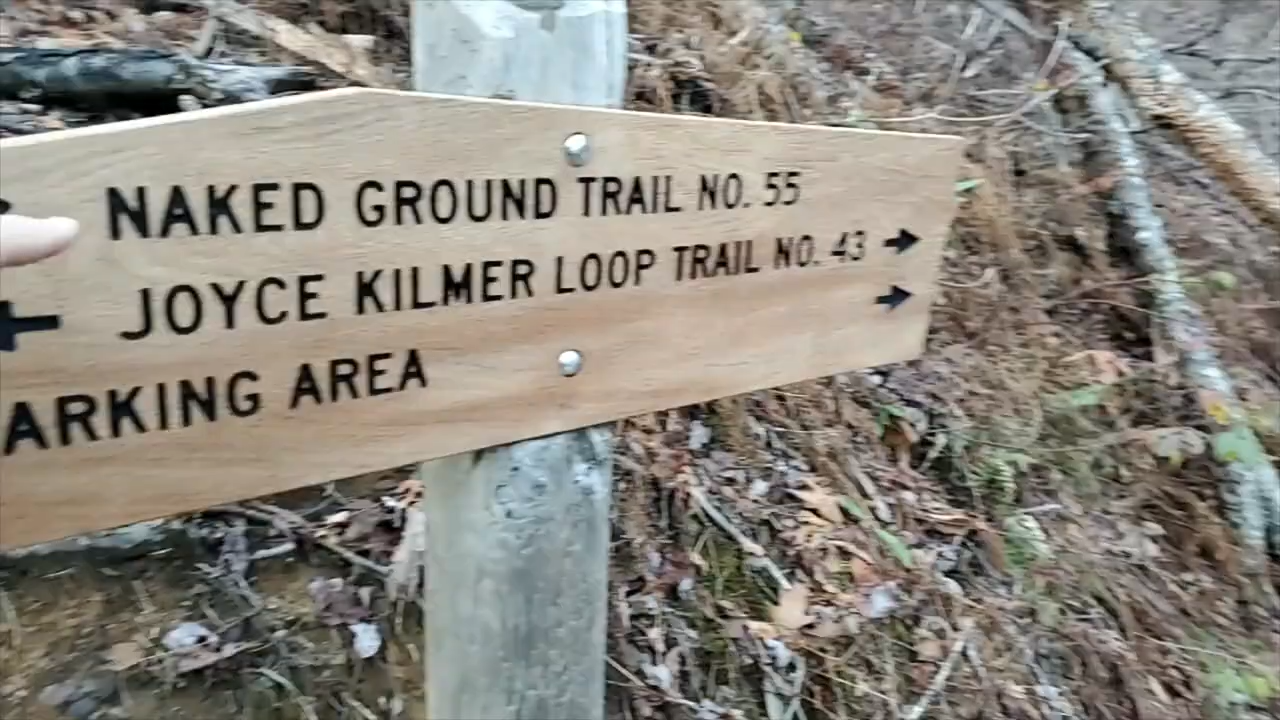 NAKED GROUND TRAIL NO. 55
JOYCE KILMER LOOP TRAIL NO. 43
ARKING AREA